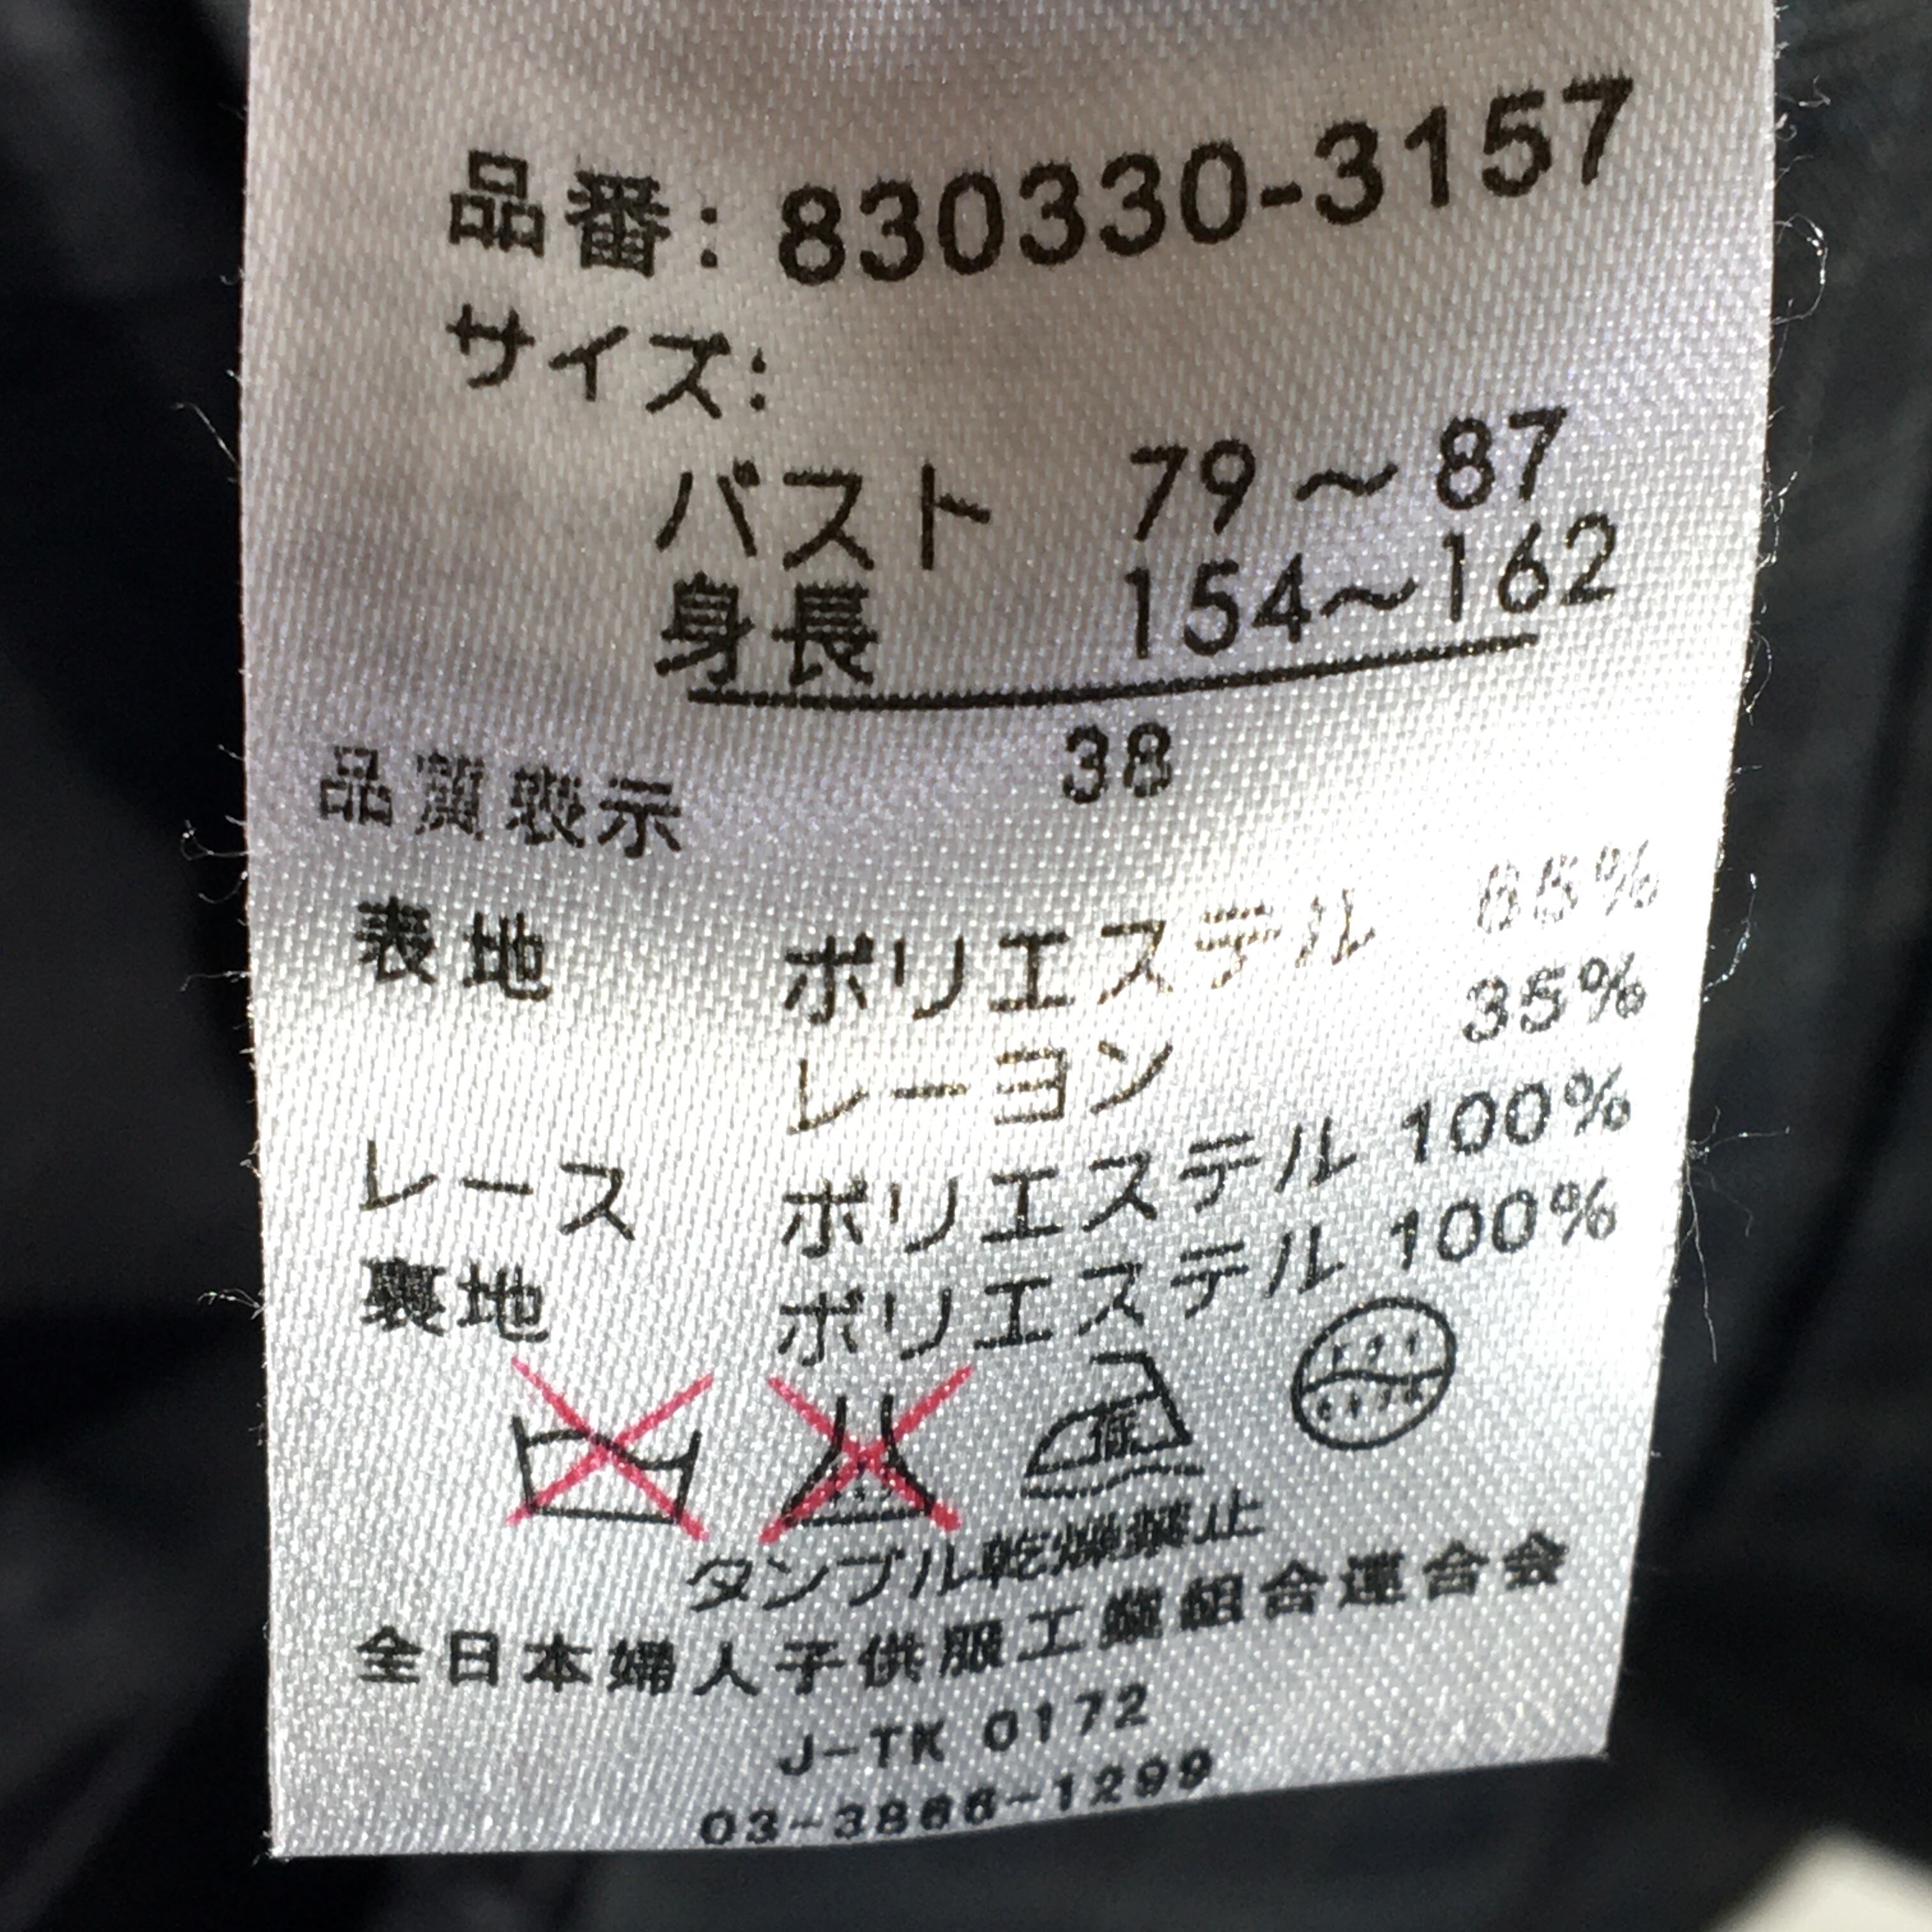 品番: 830330-3157
サイズ:
バスト 79～87
身長 154～162
38
品質表示
表地 ポリエステル 65%
レーヨン 35%
レース ポリエステル 100%
裏地 ポリエステル 100%
タンブル乾燥禁止
全日本婦人子供服工業組合連合会
J-TK 0172
03-3866-1299